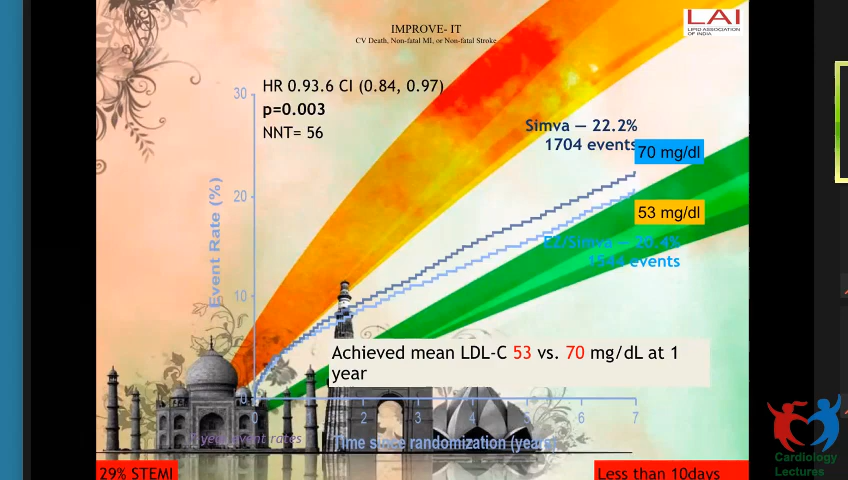 IMPROVE- IT
CV Death, Non-fatal MI, or Non-fatal Stroke
LAI
LIPID ASSOCIATION
OF INDIA
HR 0.93.6 CI (0.84, 0.97)
p=0.003
NNT= 56
Simva — 22.2%
1704 events
70 mg/dl
53 mg/dl
EZ/Simva — 20.4%
1544 events
Event Rate (%)
30
20
10
0
Achieved mean LDL-C 53 vs. 70 mg/dL at 1
year
0 2 3 4 5 6 7
year event rates
Time since randomization (years)
29% STEMI
Less than 10days
Cardiology
Lectures